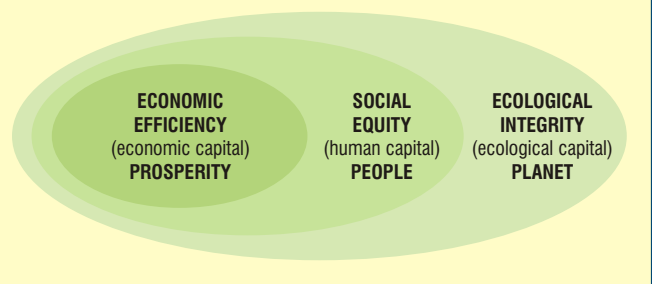 ECONOMIC
EFFICIENCY
(economic capital)
PROSPERITY
SOCIAL
EQUITY
(human capital)
PEOPLE
ECOLOGICAL
INTEGRITY
(ecological capital)
PLANET